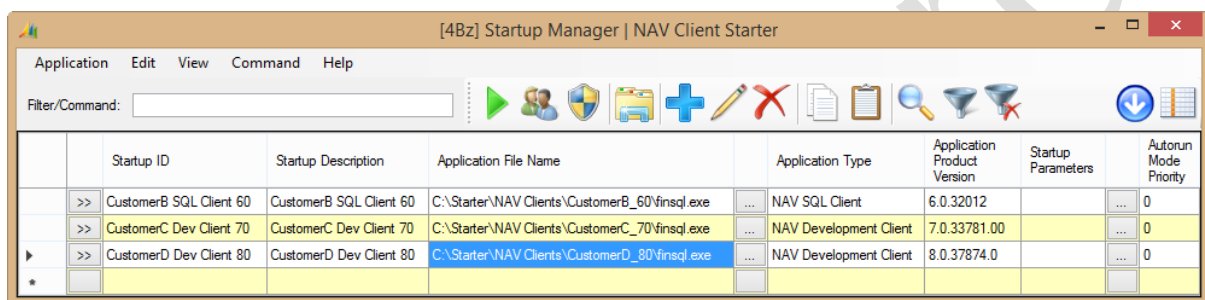 [4Bz] Startup Manager | NAV Client Starter
Application Edit View Command Help
Filter/Command:
Startup ID Startup Description Application File Name Application Type Application Product Version Startup Parameters Autorun Mode Priority
>> CustomerB SQL Client 60 CustomerB SQL Client 60 C:\Starter\NAV Clients\CustomerB_60\finsql.exe ... NAV SQL Client 6.0.32012 ... 0
>> CustomerC Dev Client 70 CustomerC Dev Client 70 C:\Starter\NAV Clients\CustomerC_70\finsql.exe ... NAV Development Client 7.0.33781.00 ... 0
>> CustomerD Dev Client 80 CustomerD Dev Client 80 C:\Starter\NAV Clients\CustomerD_80\finsql.exe ... NAV Development Client 8.0.37874.0 ... 0